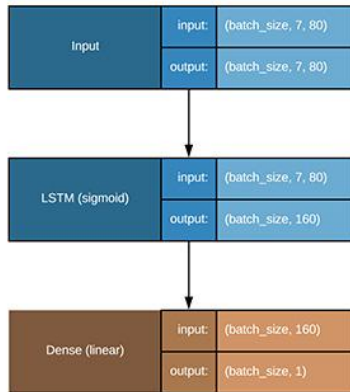 Input
input: (batch_size, 7, 80)
output: (batch_size, 7, 80)
LSTM (sigmoid)
input: (batch_size, 7, 80)
output: (batch_size, 160)
Dense (linear)
input: (batch_size, 160)
output: (batch_size, 1)